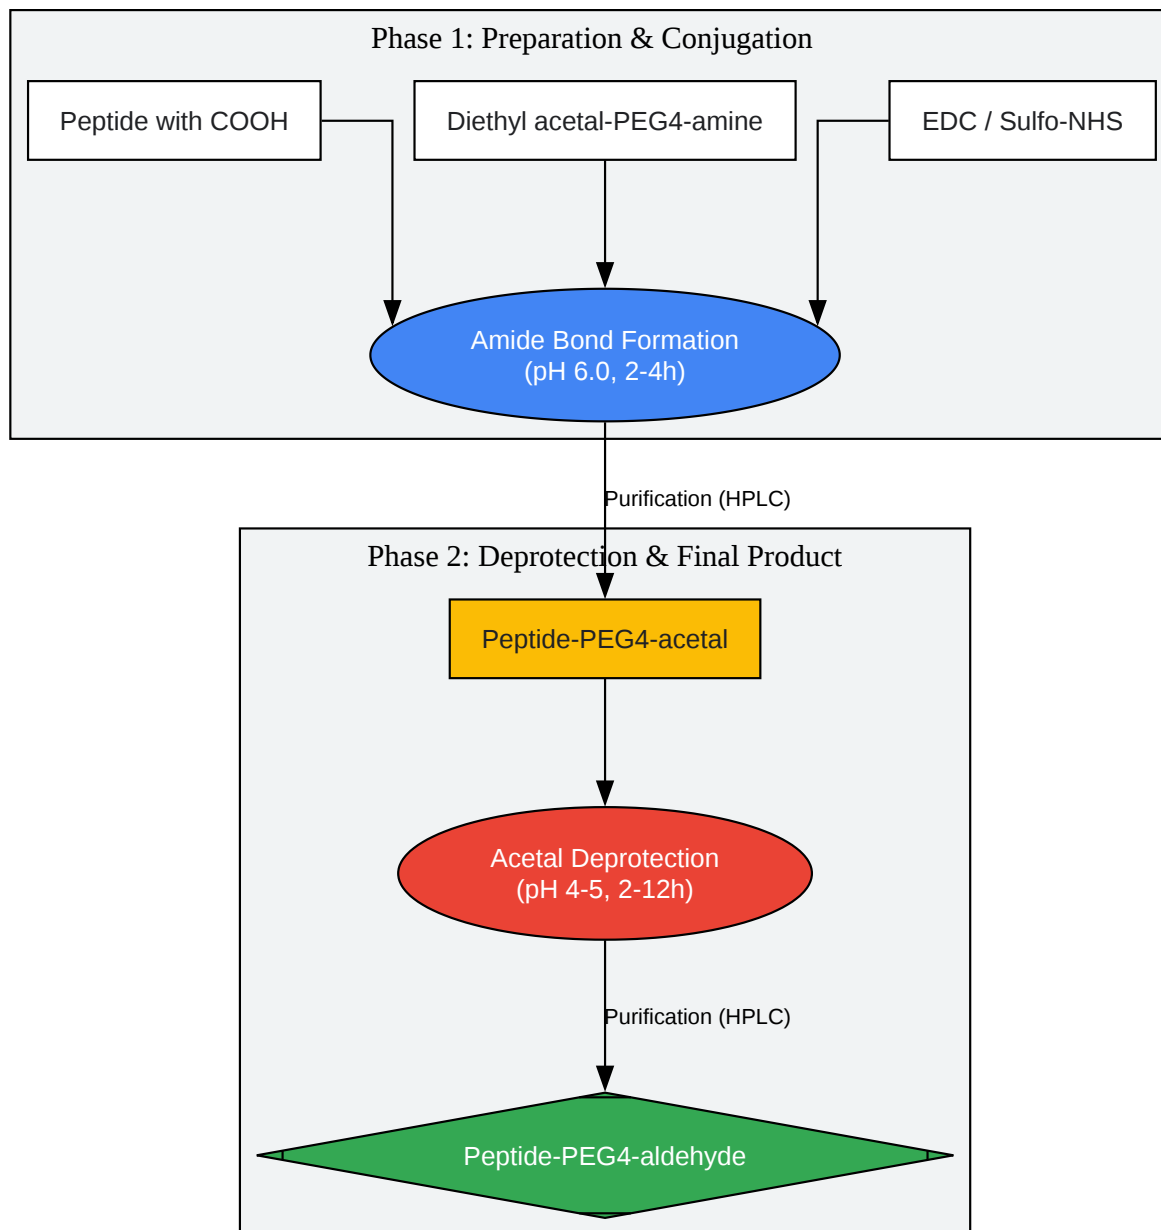 Phase 1: Preparation & Conjugation
Peptide with COOH
Diethyl acetal-PEG4-amine
EDC / Sulfo-NHS
Amide Bond Formation
(pH 6.0, 2-4h)
Purification (HPLC)
Phase 2: Deprotection & Final Product
Peptide-PEG4-acetal
Acetal Deprotection
(pH 4-5, 2-12h)
Purification (HPLC)
Peptide-PEG4-aldehyde